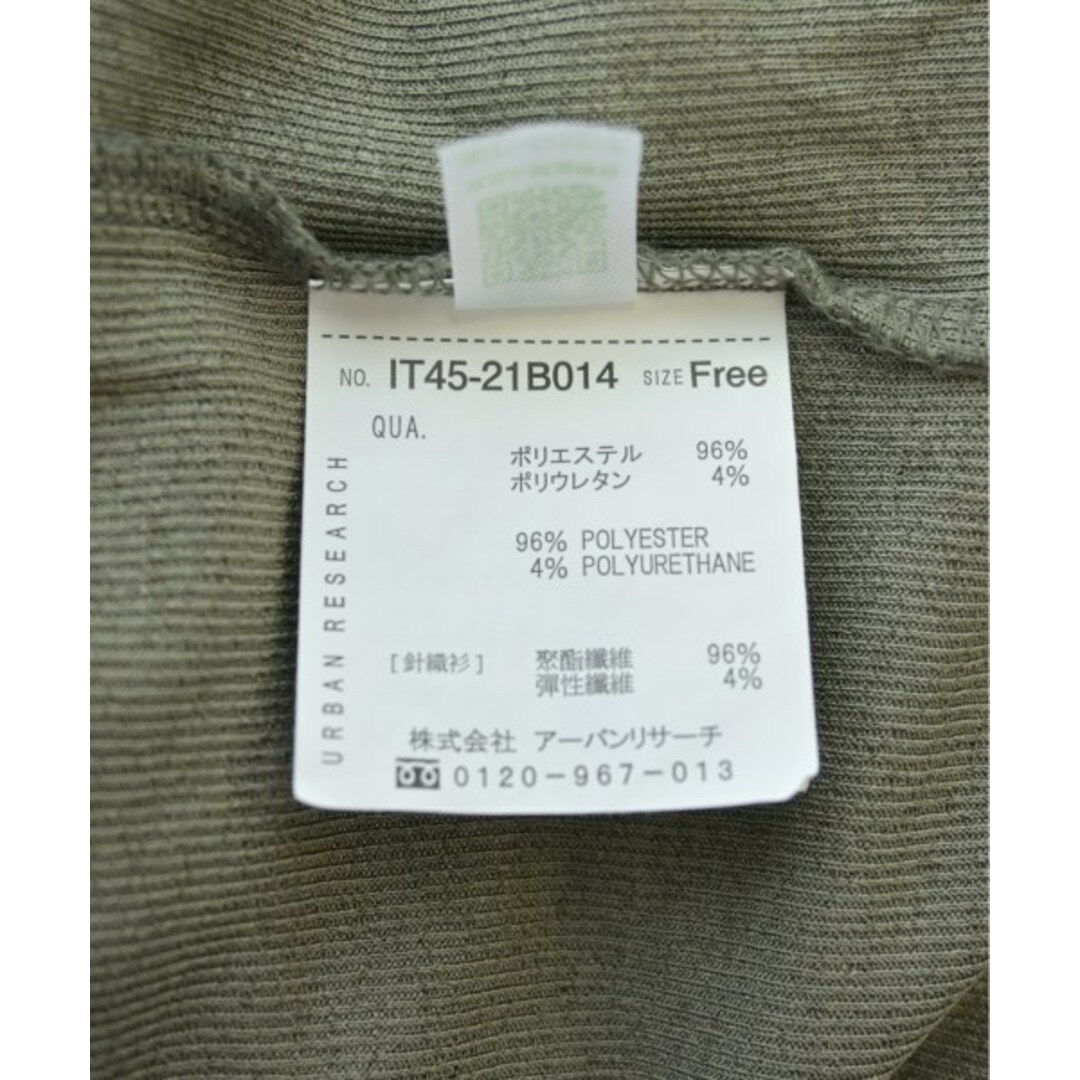 NO. IT45-21B014 SIZE Free
QUA.
ポリエステル 96%
ポリウレタン 4%
96% POLYESTER
4% POLYURETHANE
[針織衫] 聚酯纖維 96%
彈性纖維 4%
株式会社 アーバンリサーチ
0120-967-013
URBAN RESEARCH